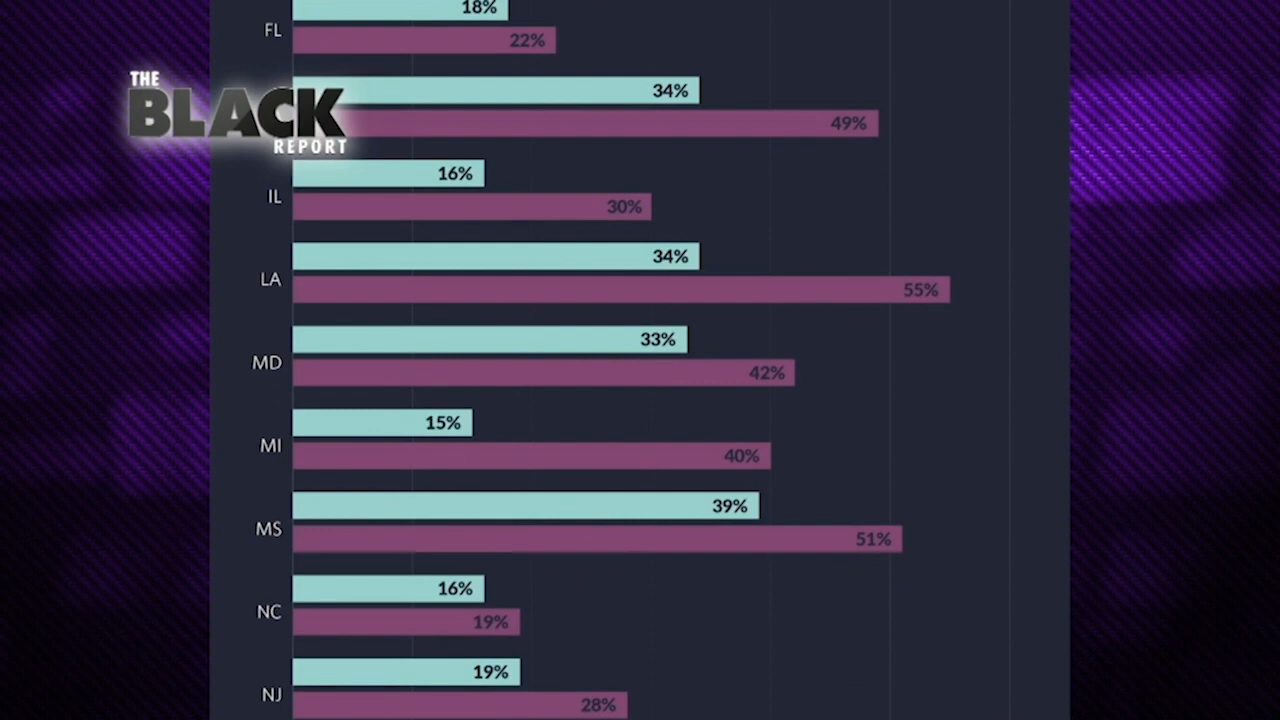 18%
FL
22%
THE
BLACK
REPORT
34%
49%
16%
IL
30%
34%
LA
55%
33%
MD
42%
15%
MI
40%
39%
MS
51%
16%
NC
19%
19%
NJ
28%